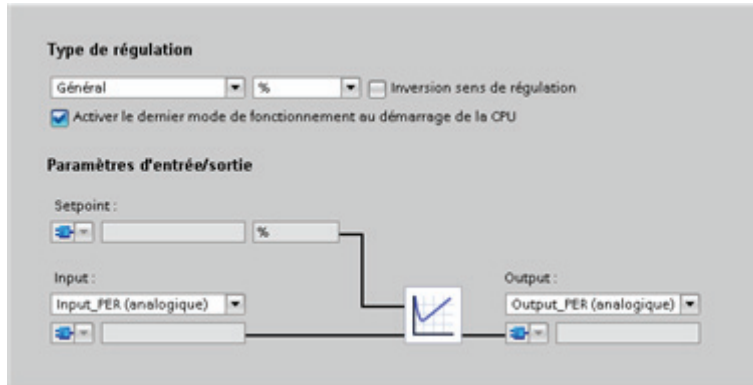 Type de régulation
Général % Inversion sens de régulation
Activer le dernier mode de fonctionnement au démarrage de la CPU
Paramètres d'entrée/sortie
Setpoint :
%
Input : Output :
Input_PER (analogique) Output_PER (analogique)